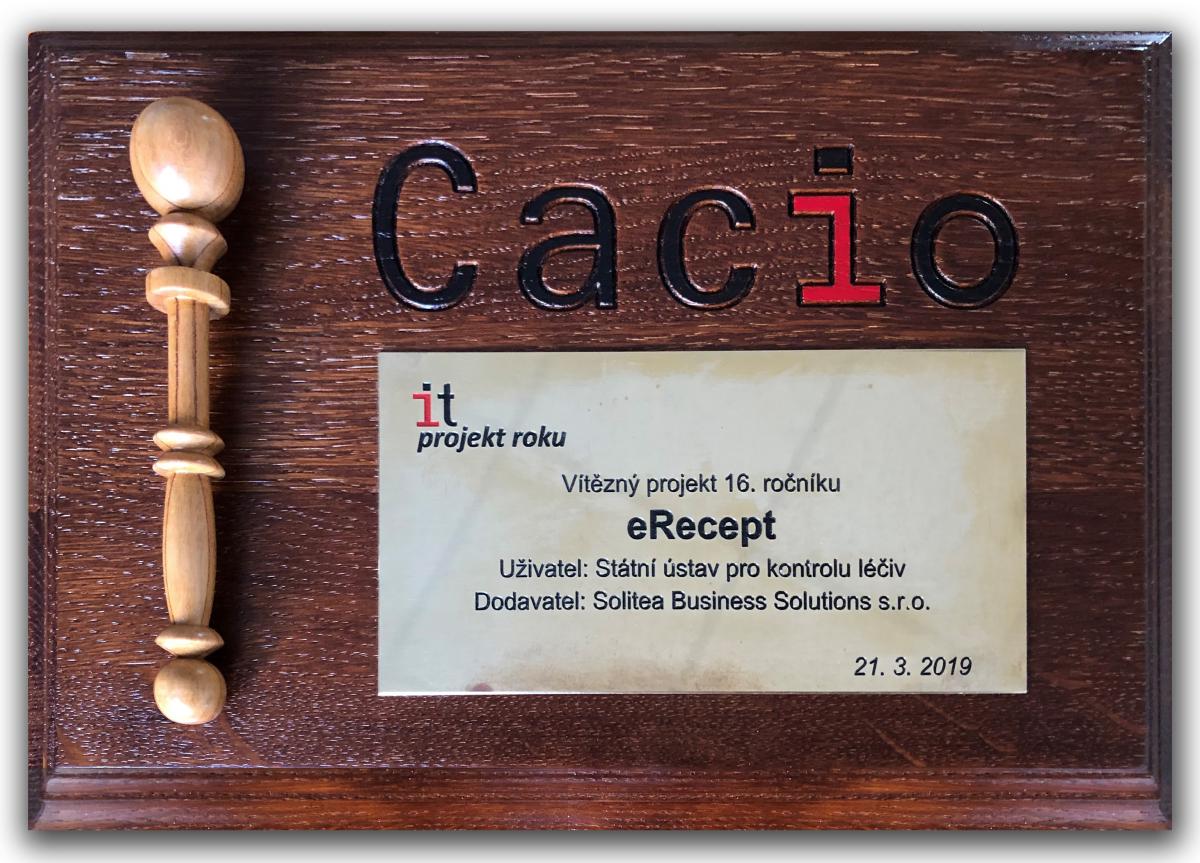 Cacio
it
projekt roku
Vítězný projekt 16. ročníku
eRecept
Uživatel: Státní ústav pro kontrolu léčiv
Dodavatel: Solitea Business Solutions s.r.o.
21. 3. 2019